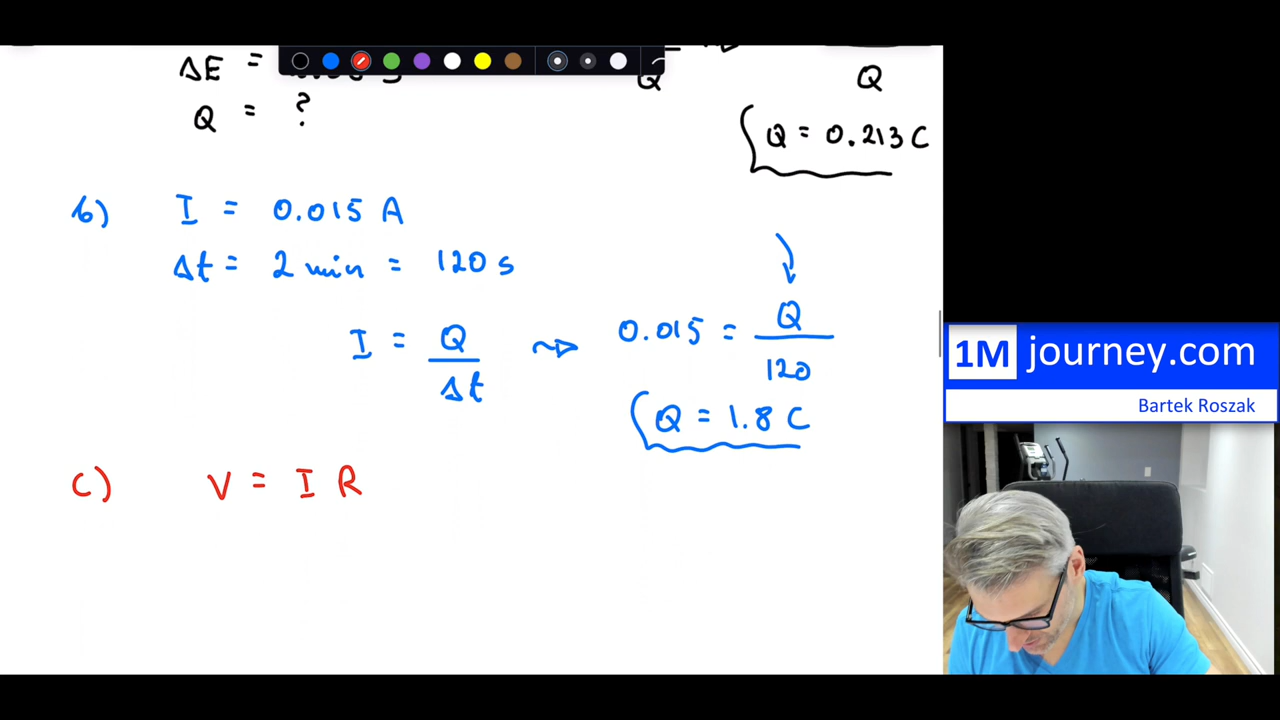 ΔE =
Q = ?
Q
Q = 0.213 C
b) I = 0.015 A
Δt = 2 min = 120 s
I = Q / Δt ⇝ 0.015 = Q / 120
Q = 1.8 C
c) V = I R
1M journey.com
Bartek Roszak